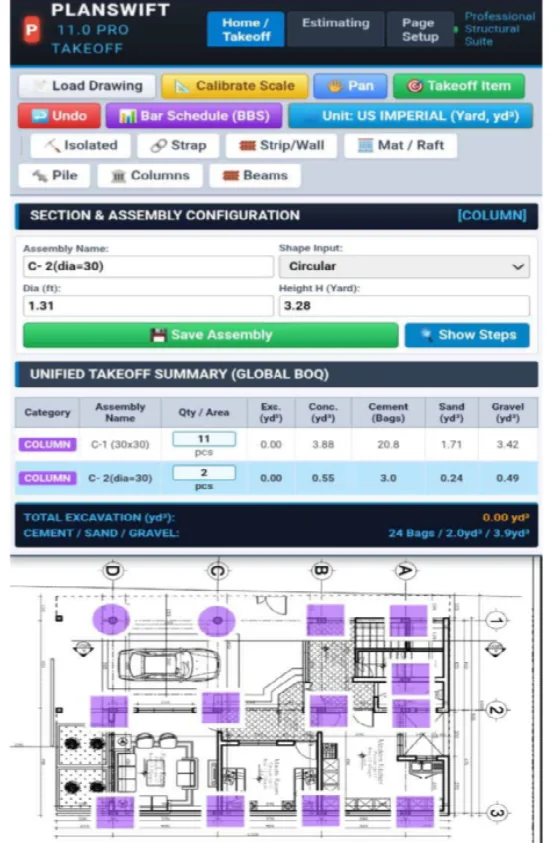 PLANSWIFT
P
11.0 PRO
TAKEOFF
Home / Takeoff
Estimating
Page Setup
Professional Structural Suite
Load Drawing
Calibrate Scale
Pan
Takeoff Item
Undo
Bar Schedule (BBS)
Unit: US IMPERIAL (Yard, yd³)
Isolated
Strap
Strip/Wall
Mat / Raft
Pile
Columns
Beams
SECTION & ASSEMBLY CONFIGURATION [COLUMN]
Assembly Name: Shape Input:
C- 2(dia=30) Circular
Dia (ft): Height H (Yard):
1.31 3.28
Save Assembly Show Steps
UNIFIED TAKEOFF SUMMARY (GLOBAL BOQ)
Category Assembly Name Qty / Area Exc. (yd³) Conc. (yd³) Cement (Bags) Sand (yd³) Gravel (yd³)
COLUMN C-1 (30x30) 11 pcs 0.00 3.88 20.8 1.71 3.42
COLUMN C- 2(dia=30) 2 pcs 0.00 0.55 3.0 0.24 0.49
TOTAL EXCAVATION (yd³): 0.00 yd³
CEMENT / SAND / GRAVEL: 24 Bags / 2.0yd³ / 3.9yd³
D C B A
1
2
3